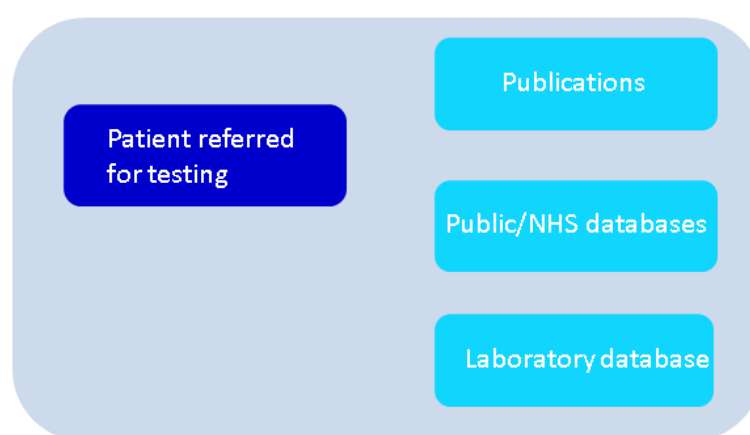 Patient referred
for testing
Publications
Public/NHS databases
Laboratory database